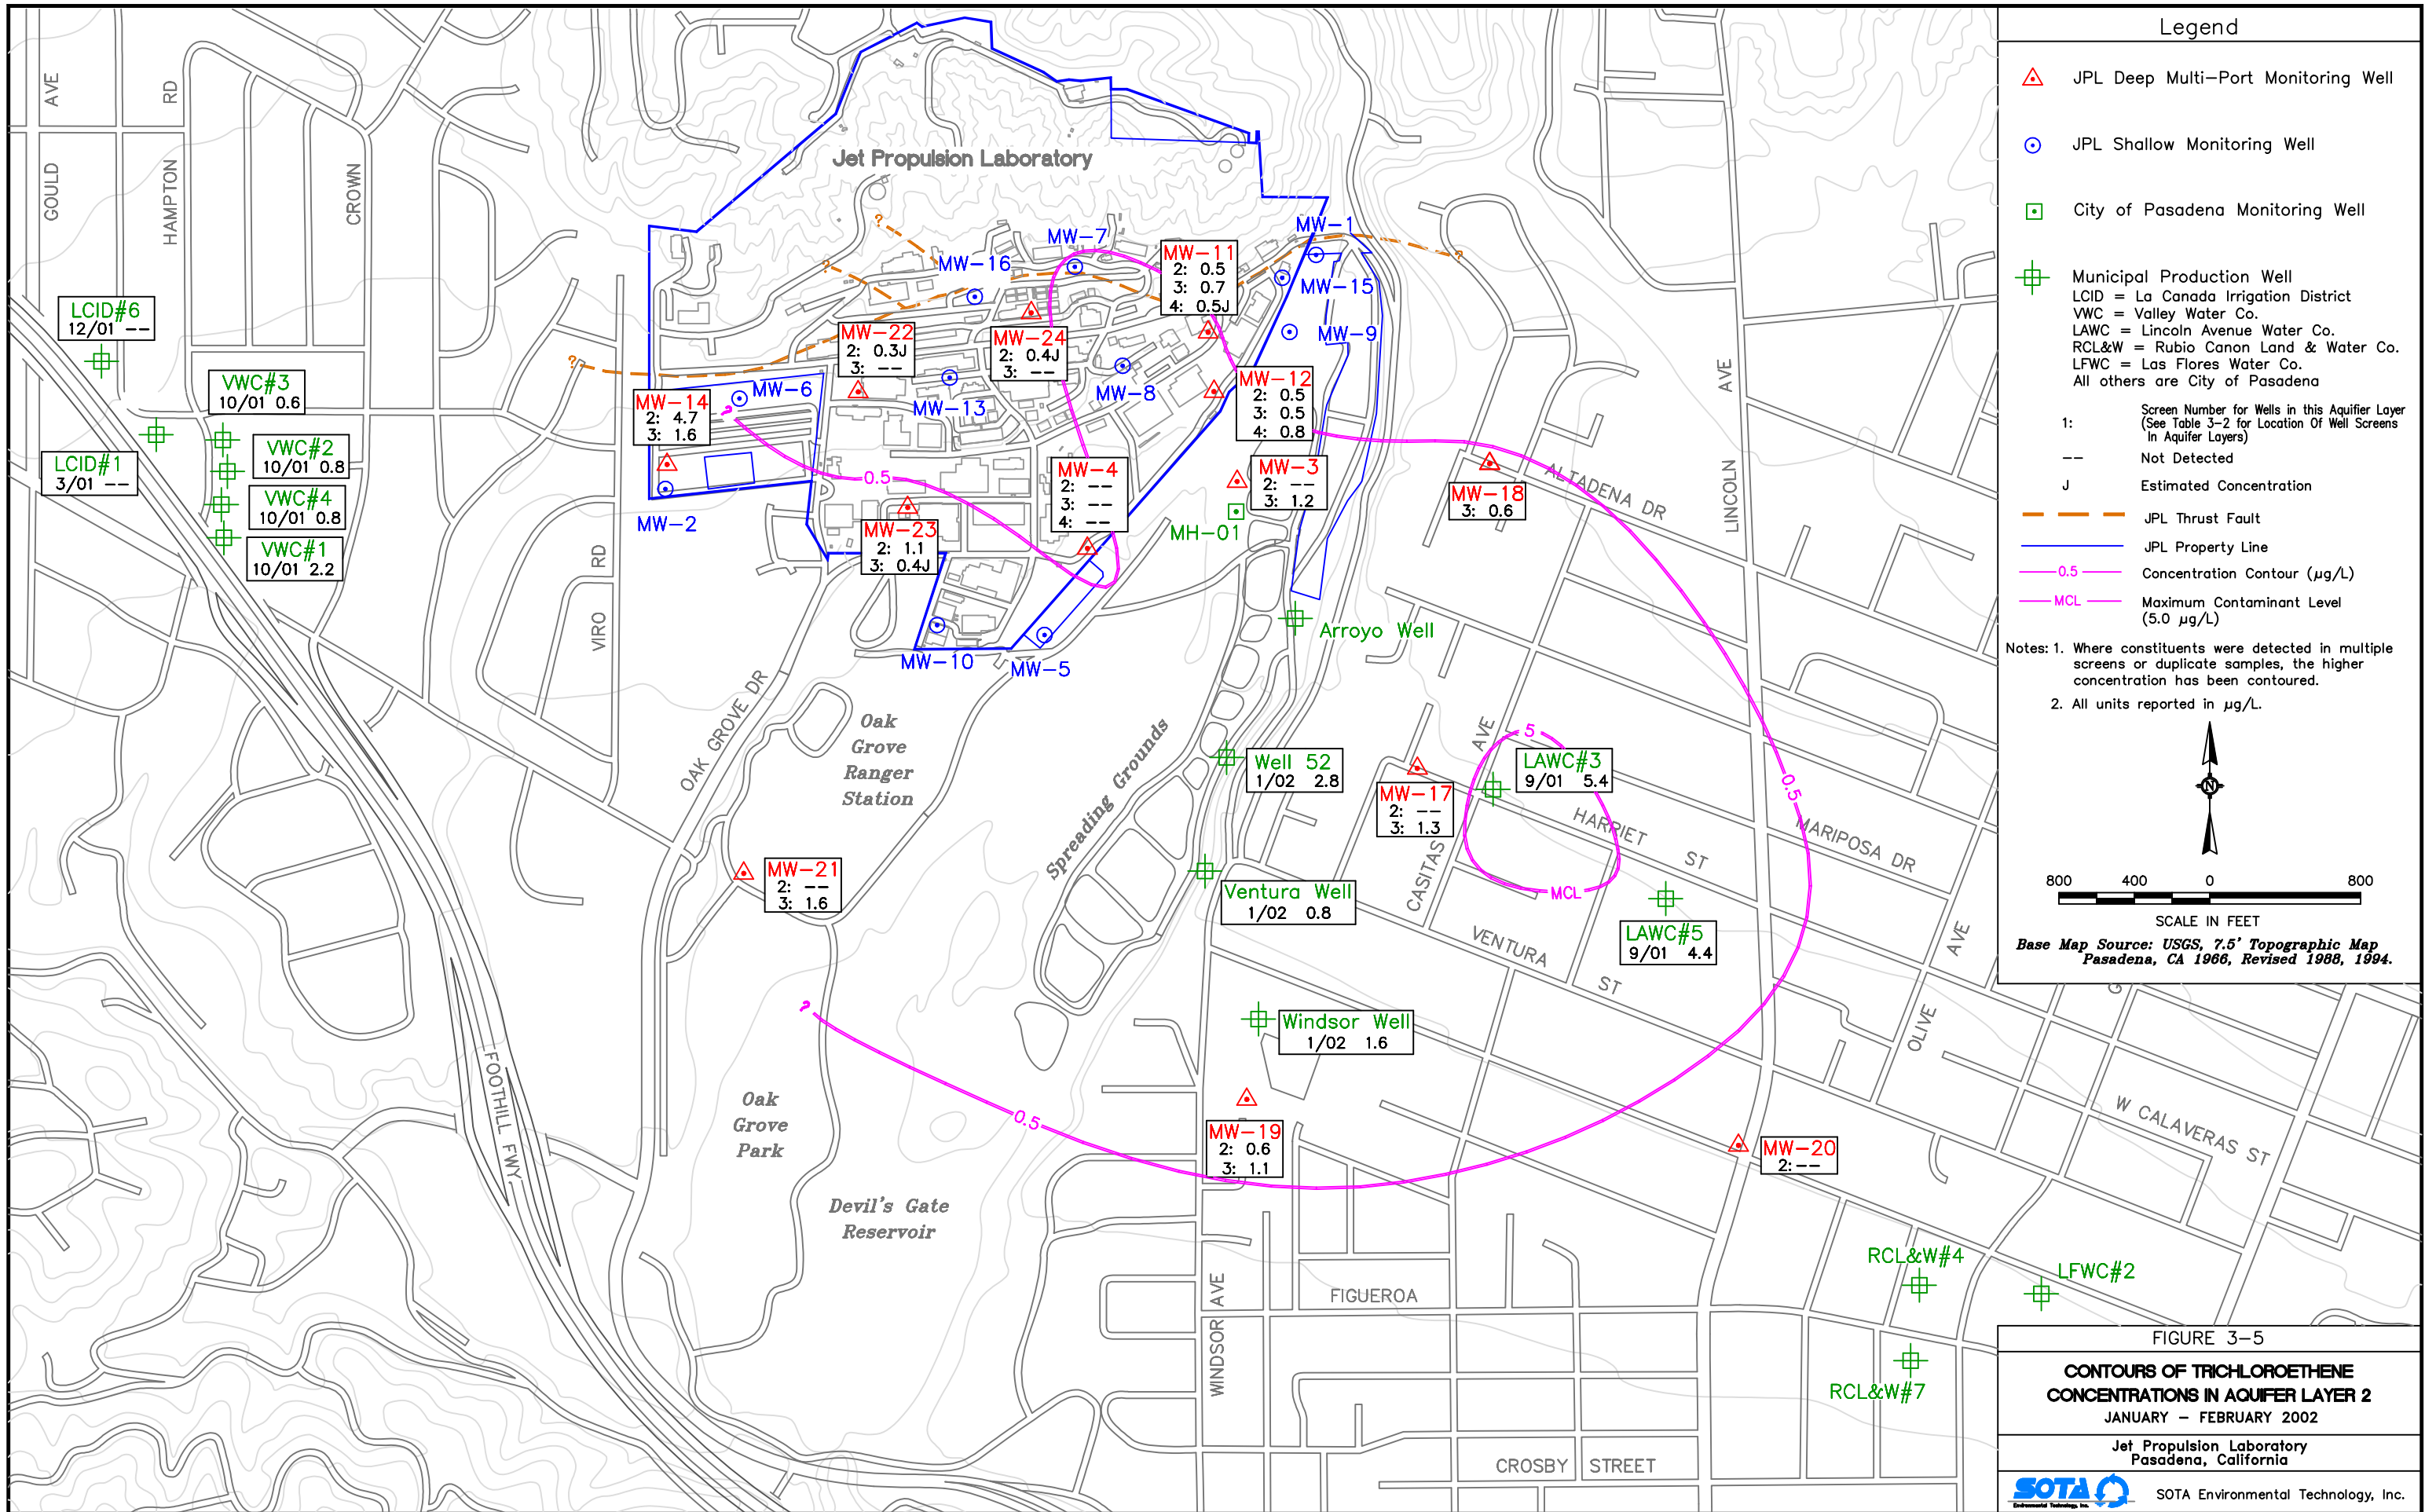 Legend
JPL Deep Multi-Port Monitoring Well
JPL Shallow Monitoring Well
City of Pasadena Monitoring Well
Municipal Production Well
LCID = La Canada Irrigation District
VWC = Valley Water Co.
LAWC = Lincoln Avenue Water Co.
RCL&W = Rubio Canon Land & Water Co.
LFWC = Las Flores Water Co.
All others are City of Pasadena
1:
Screen Number for Wells in this Aquifier Layer
(See Table 3-2 for Location Of Well Screens
In Aquifer Layers)
-- Not Detected
J Estimated Concentration
JPL Thrust Fault
JPL Property Line
0.5 Concentration Contour (µg/L)
MCL Maximum Contaminant Level
(5.0 µg/L)
Notes: 1. Where constituents were detected in multiple
screens or duplicate samples, the higher
concentration has been contoured.
2. All units reported in µg/L.
N
800 400 0 800
SCALE IN FEET
Base Map Source: USGS, 7.5' Topographic Map
Pasadena, CA 1966, Revised 1988, 1994.
FIGURE 3-5
CONTOURS OF TRICHLOROETHENE
CONCENTRATIONS IN AQUIFER LAYER 2
JANUARY - FEBRUARY 2002
Jet Propulsion Laboratory
Pasadena, California
SOTA
Environmental Technology, Inc.
SOTA Environmental Technology, Inc.
GOULD AVE
HAMPTON RD
CROWN
Jet Propulsion Laboratory
LCID#6
12/01 --
VWC#3
10/01 0.6
LCID#1
3/01 --
VWC#2
10/01 0.8
VWC#4
10/01 0.8
VWC#1
10/01 2.2
?
?
?
?
MW-7
MW-16
MW-1
MW-11
2: 0.5
3: 0.7
4: 0.5J
MW-15
MW-9
MW-22
2: 0.3J
3: --
MW-24
2: 0.4J
3: --
MW-6
MW-13
MW-8
MW-12
2: 0.5
3: 0.5
4: 0.8
MW-14
2: 4.7
3: 1.6
?
0.5
MW-4
2: --
3: --
4: --
MW-3
2: --
3: 1.2
MW-18
3: 0.6
MW-2
MW-23
2: 1.1
3: 0.4J
MH-01
ALTADENA DR
LINCOLN AVE
VIRO RD
MW-10
MW-5
Arroyo Well
OAK GROVE DR
Oak
Grove
Ranger
Station
Spreading Grounds
Well 52
1/02 2.8
MW-17
2: --
3: 1.3
5
LAWC#3
9/01 5.4
MCL
0.5
CASITAS AVE
HARRIET ST
MARIPOSA DR
MW-21
2: --
3: 1.6
Ventura Well
1/02 0.8
LAWC#5
9/01 4.4
VENTURA ST
OLIVE AVE
G
?
Windsor Well
1/02 1.6
FOOTHILL FWY
Oak
Grove
Park
0.5
MW-19
2: 0.6
3: 1.1
MW-20
2: --
W CALAVERAS ST
Devil's Gate
Reservoir
WINDSOR AVE
FIGUEROA
RCL&W#4
LFWC#2
RCL&W#7
CROSBY STREET